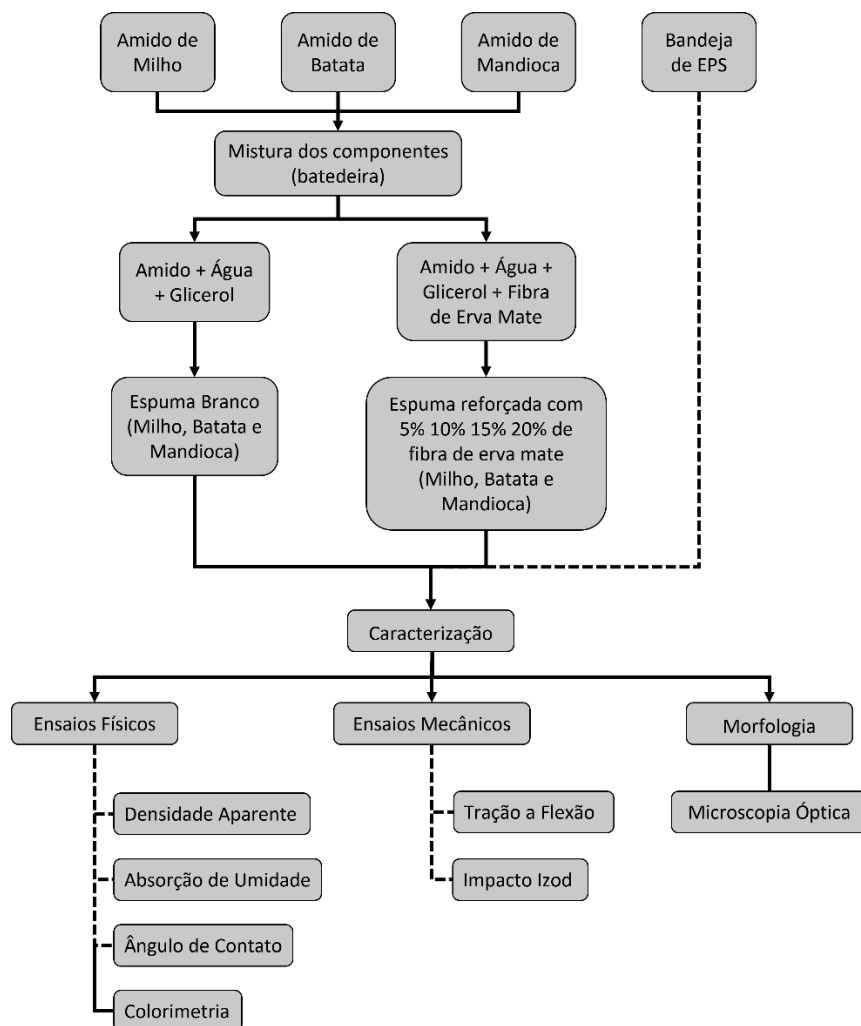 Amido de
Milho
Amido de
Batata
Amido de
Mandioca
Bandeja
de EPS
Mistura dos componentes
(batedeira)
Amido + Água
+ Glicerol
Amido + Água +
Glicerol + Fibra
de Erva Mate
Espuma Branco
(Milho, Batata e
Mandioca)
Espuma reforçada com
5% 10% 15% 20% de
fibra de erva mate
(Milho, Batata e
Mandioca)
Caracterização
Ensaios Físicos
Ensaios Mecânicos
Morfologia
Densidade Aparente
Tração a Flexão
Microscopia Óptica
Absorção de Umidade
Impacto Izod
Ângulo de Contato
Colorimetria